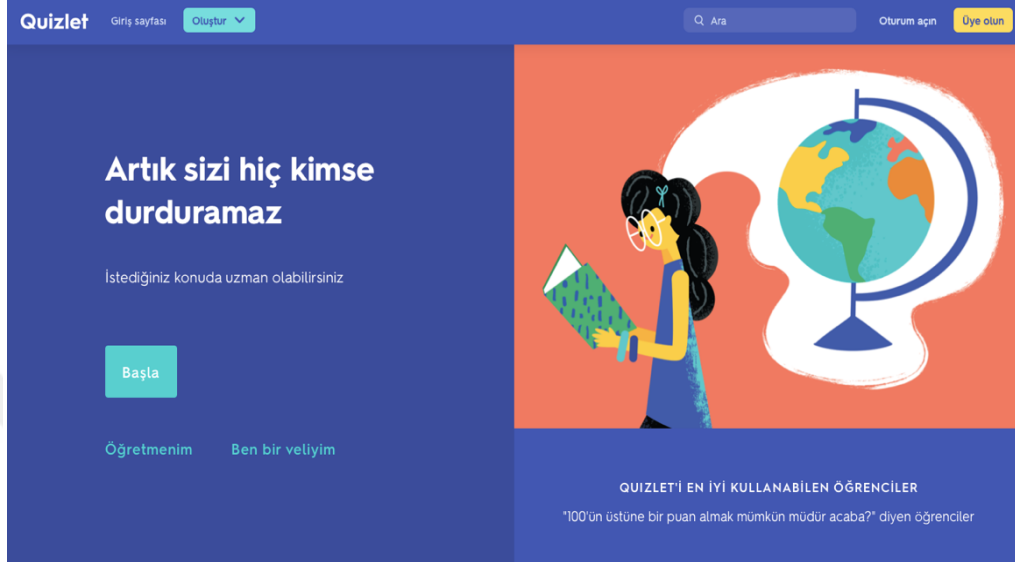 Quizlet Giriş sayfası Oluştur Ara Oturum açın Üye olun
Artık sizi hiç kimse
durduramaz
İstediğiniz konuda uzman olabilirsiniz
Başla
Öğretmenim Ben bir veliyim
QUIZLET'İ EN İYİ KULLANABİLEN ÖĞRENCİLER
"100'ün üstüne bir puan almak mümkün müdür acaba?" diyen öğrenciler